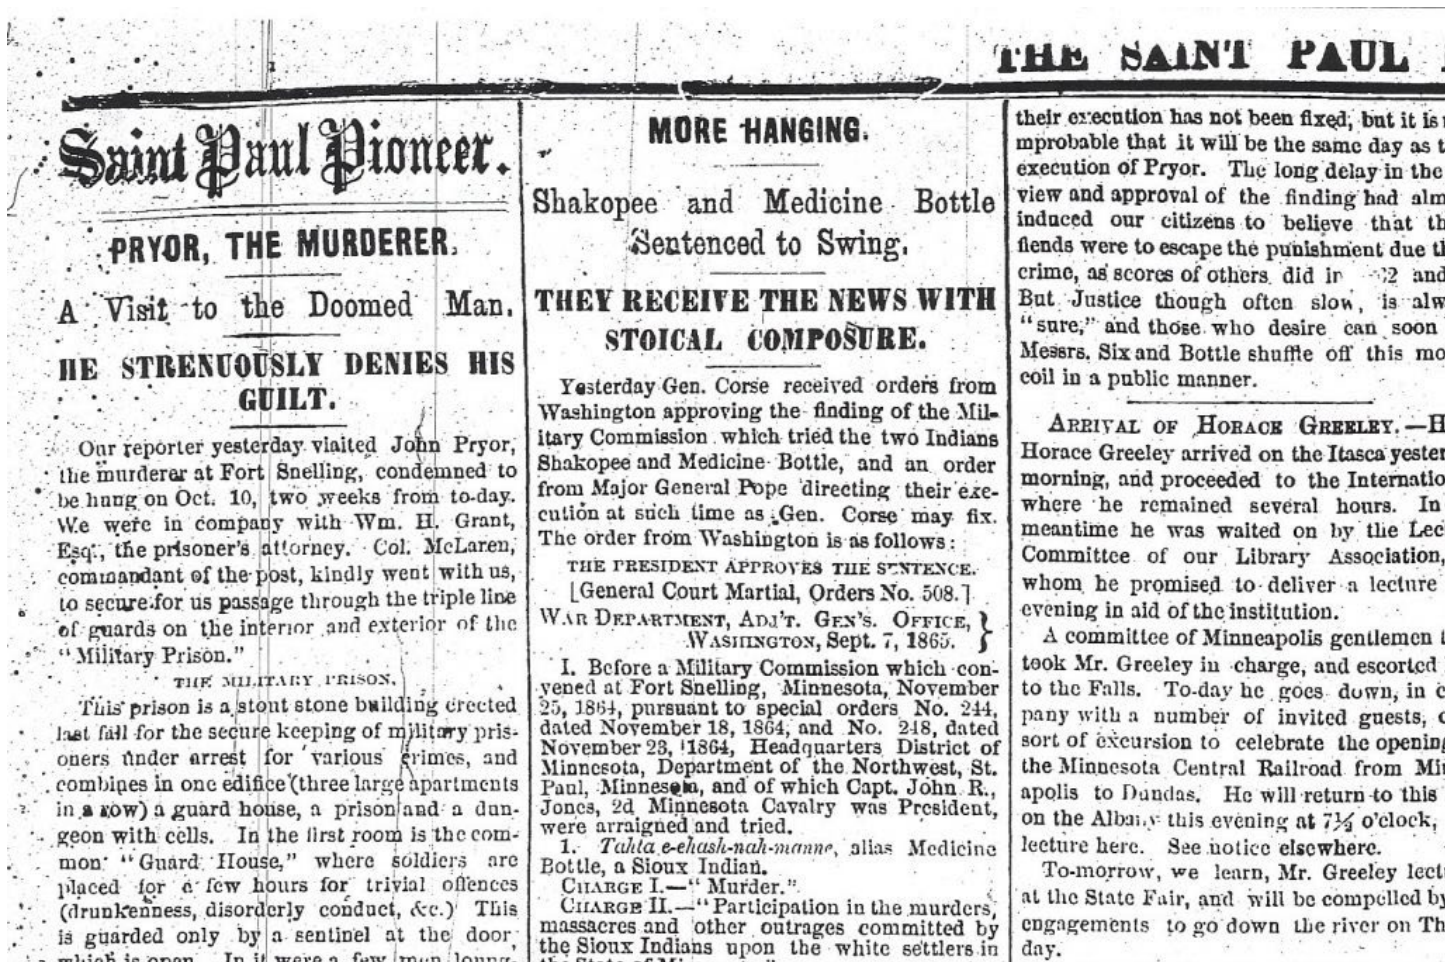 THE SAINT PAUL
Saint Paul Pioneer.
PRYOR, THE MURDERER.
A Visit to the Doomed Man.
HE STRENUOUSLY DENIES HIS
GUILT.
Our reporter yesterday visited John Pryor,
the murderer at Fort Snelling, condemned to
be hung on Oct. 10, two weeks from to-day.
We were in company with Wm. H. Grant,
Esq., the prisoner's attorney. Col. McLaren,
commandant of the post, kindly went with us,
to secure for us passage through the triple line
of guards on the interior and exterior of the
"Military Prison."
THE MILITARY PRISON.
This prison is a stout stone building erected
last fall for the secure keeping of military pris-
oners under arrest for various crimes, and
combines in one edifice (three large apartments
in a row) a guard house, a prison and a dun-
geon with cells. In the first room is the com-
mon "Guard House," where soldiers are
placed for a few hours for trivial offences
(drunkenness, disorderly conduct, &c.) This
is guarded only by a sentinel at the door,
which is open. In it were a few men loung-
MORE HANGING.
Shakopee and Medicine Bottle
Sentenced to Swing.
THEY RECEIVE THE NEWS WITH
STOICAL COMPOSURE.
Yesterday Gen. Corse received orders from
Washington approving the finding of the Mil-
itary Commission which tried the two Indians
Shakopee and Medicine Bottle, and an order
from Major General Pope directing their exe-
cution at such time as Gen. Corse may fix.
The order from Washington is as follows:
THE PRESIDENT APPROVES THE SENTENCE.
[General Court Martial, Orders No. 508.]
WAR DEPARTMENT, ADJ'T. GEN'S. OFFICE, }
WASHINGTON, Sept. 7, 1865.
I. Before a Military Commission which con-
vened at Fort Snelling, Minnesota, November
25, 1864, pursuant to special orders No. 244,
dated November 18, 1864, and No. 248, dated
November 23, 1864, Headquarters District of
Minnesota, Department of the Northwest, St.
Paul, Minnesota, and of which Capt. John R.
Jones, 2d Minnesota Cavalry was President,
were arraigned and tried.
1. Tahta-e-chash-nah-manne, alias Medicine
Bottle, a Sioux Indian.
CHARGE I.—"Murder."
CHARGE II.—"Participation in the murders,
massacres and other outrages committed by
the Sioux Indians upon the white settlers in
their execution has not been fixed, but it is
mprobable that it will be the same day as
execution of Pryor. The long delay in the
view and approval of the finding had
induced our citizens to believe that
fiends were to escape the punishment due
crime, as scores of others did in and
But Justice though often slow, is
"sure," and those who desire can soon
Messrs. Six and Bottle shuffle off this
coil in a public manner.
ARRIVAL OF HORACE GREELEY.—
Horace Greeley arrived on the Itasca
morning, and proceeded to the
where he remained several hours. In
meantime he was waited on by the
Committee of our Library Association,
whom he promised to deliver a lecture
evening in aid of the institution.
A committee of Minneapolis gentlemen
took Mr. Greeley in charge, and escorted
to the Falls. To-day he goes down, in
pany with a number of invited guests,
sort of excursion to celebrate the opening
the Minnesota Central Railroad from
apolis to Dundas. He will return to this
on the Albany this evening at 7½ o'clock,
lecture here. See notice elsewhere.
To-morrow, we learn, Mr. Greeley
at the State Fair, and will be compelled by
engagements to go down the river on
day.